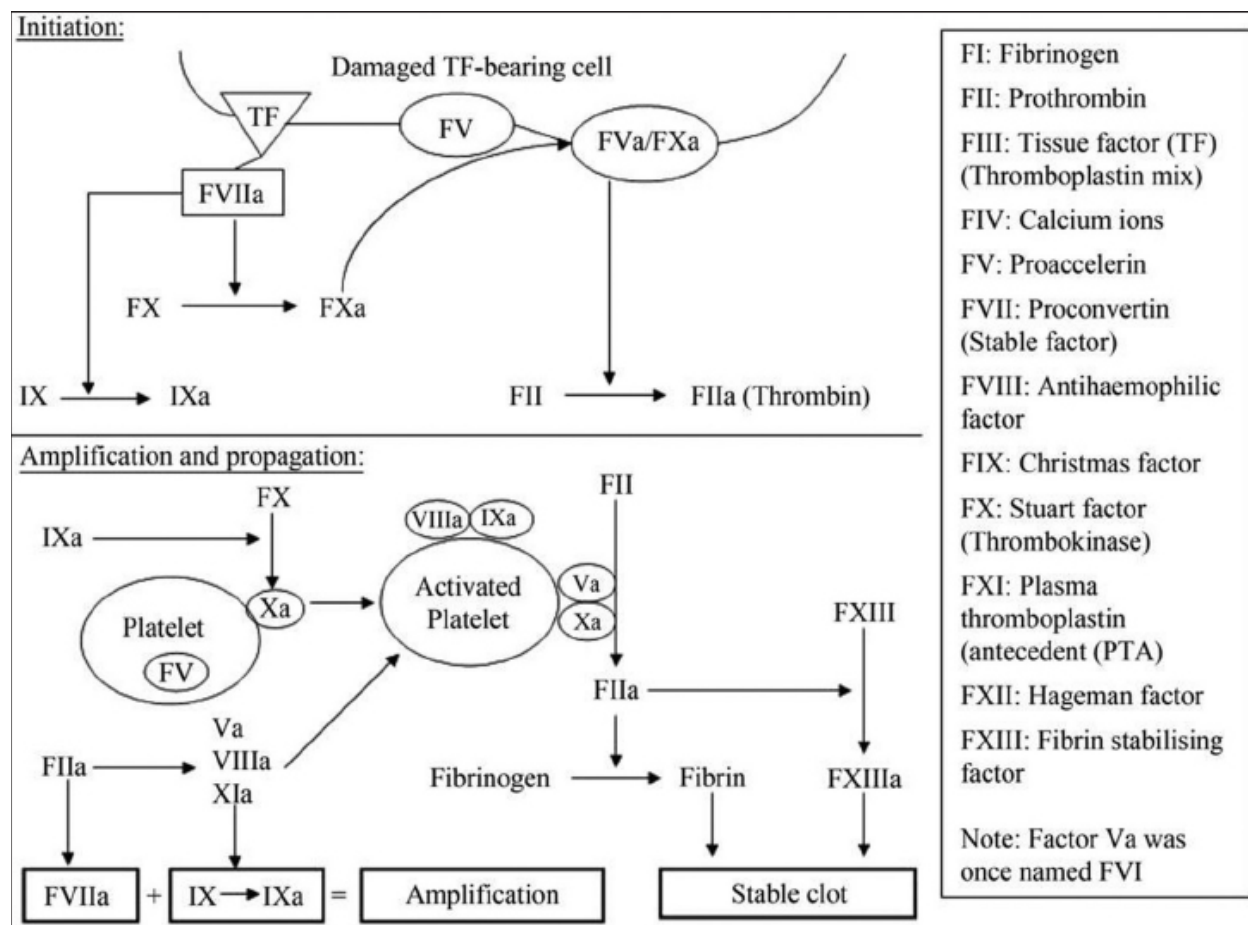 Initiation:
Damaged TF-bearing cell
TF
FV
FVa/FXa
FVIIa
FX
FXa
IX
IXa
FII
FIIa (Thrombin)
Amplification and propagation:
FX
FII
IXa
VIIIa
IXa
Activated
Platelet
Va
Xa
Xa
Platelet
FV
FXIII
FIIa
Va
VIIIa
XIa
FIIa
Fibrinogen
Fibrin
FXIIIa
FVIIa + IX IXa = Amplification
Stable clot
FI: Fibrinogen
FII: Prothrombin
FIII: Tissue factor (TF)
(Thromboplastin mix)
FIV: Calcium ions
FV: Proaccelerin
FVII: Proconvertin
(Stable factor)
FVIII: Antihaemophilic
factor
FIX: Christmas factor
FX: Stuart factor
(Thrombokinase)
FXI: Plasma
thromboplastin
(antecedent (PTA)
FXII: Hageman factor
FXIII: Fibrin stabilising
factor
Note: Factor Va was
once named FVI